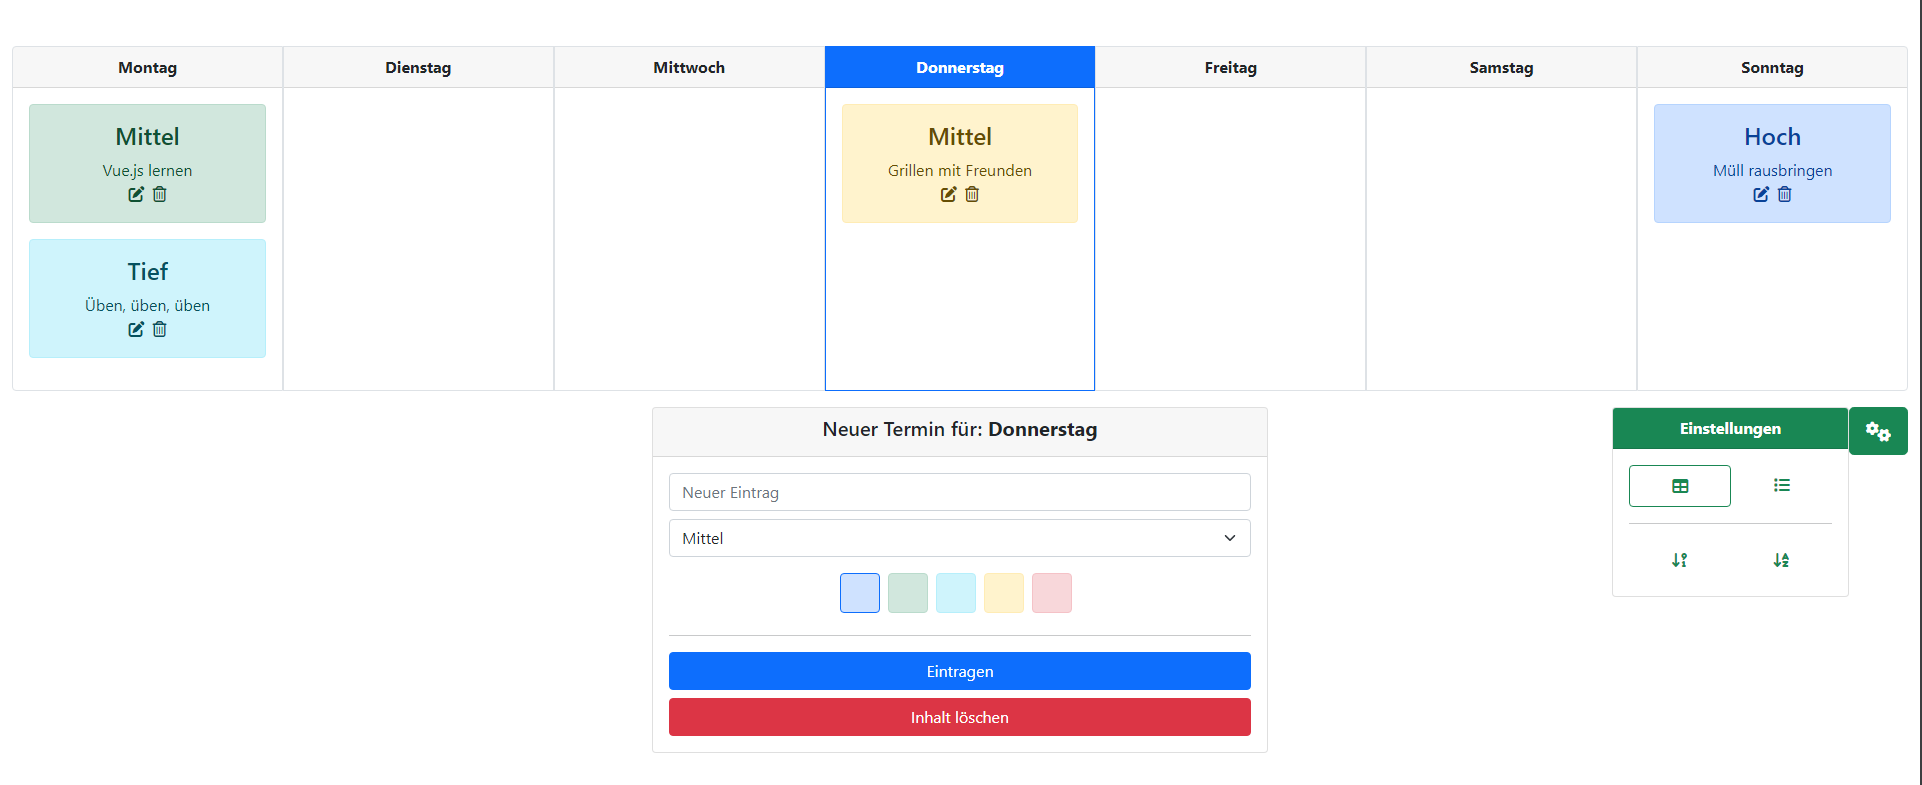 Montag
Dienstag
Mittwoch
Donnerstag
Freitag
Samstag
Sonntag
Mittel
Vue.js lernen
Tief
Üben, üben, üben
Mittel
Grillen mit Freunden
Hoch
Müll rausbringen
Neuer Termin für: Donnerstag
Neuer Eintrag
Mittel
Eintragen
Inhalt löschen
Einstellungen